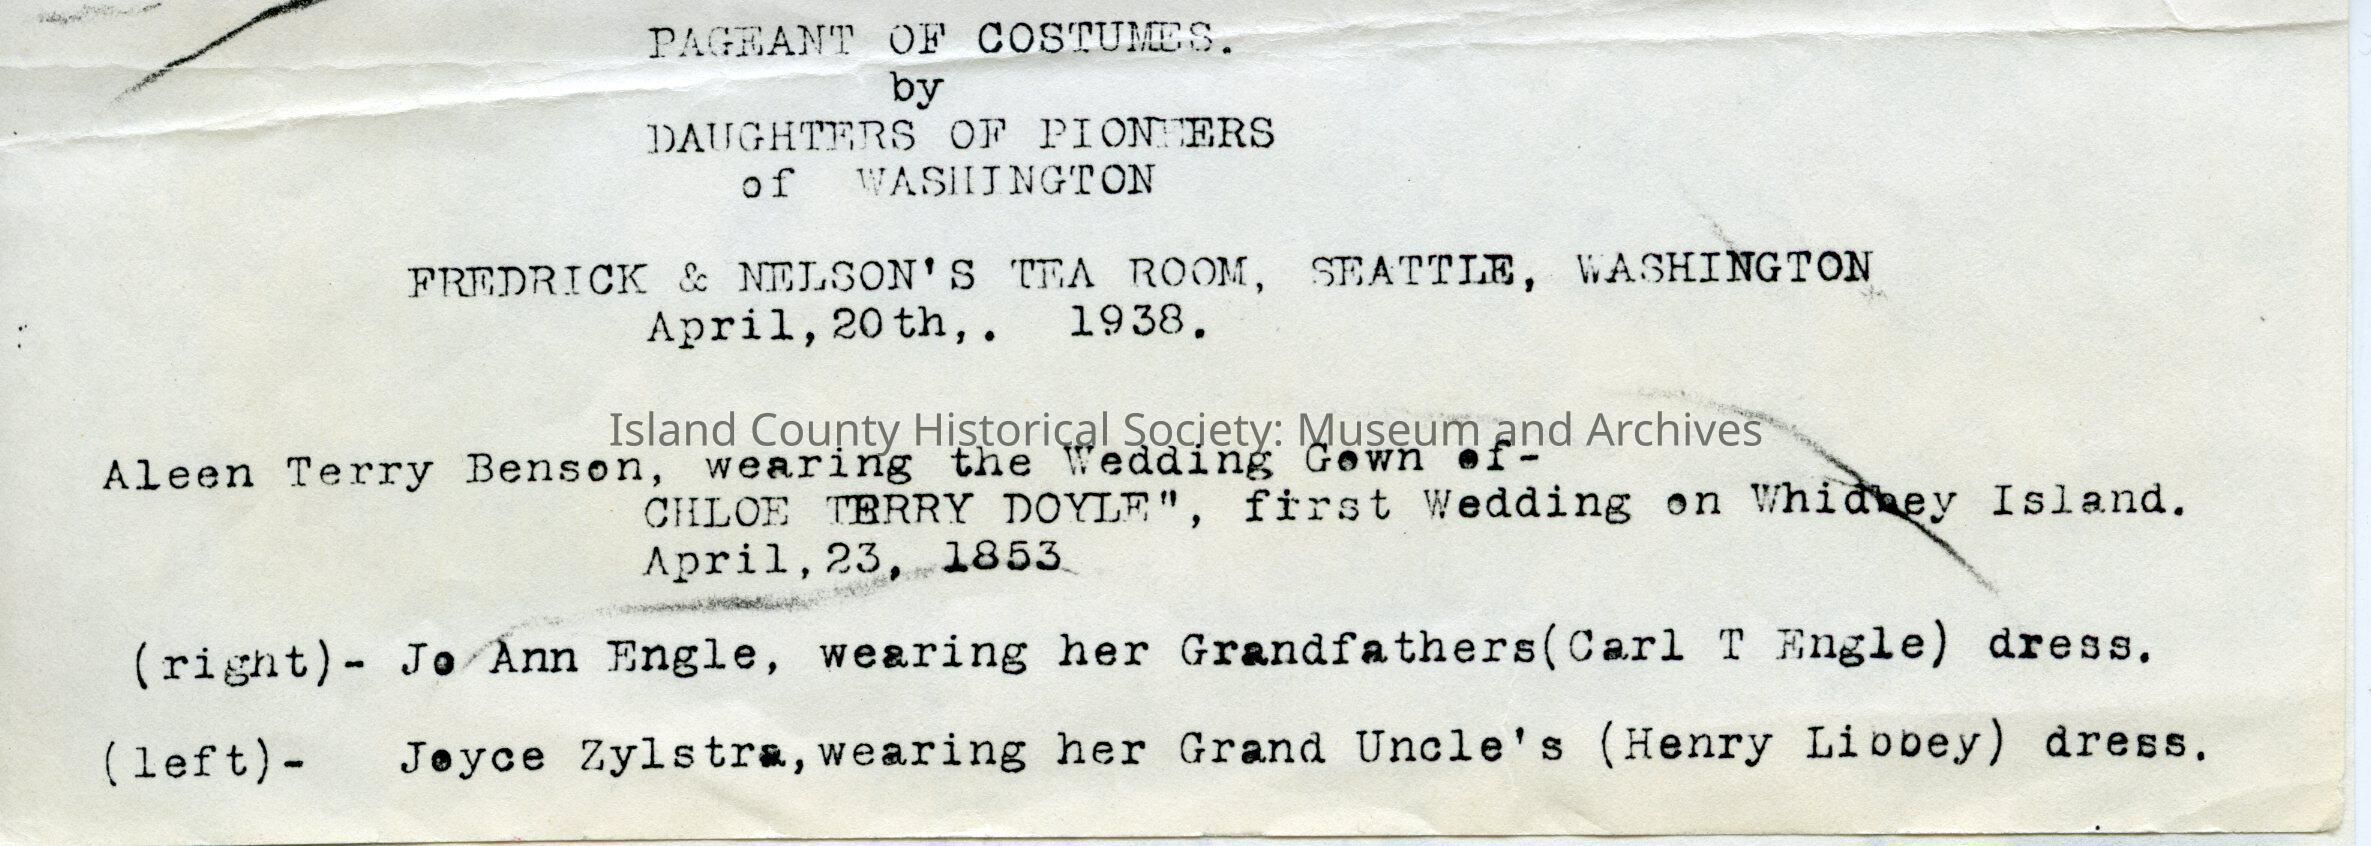 PAGEANT OF COSTUMES.
by
DAUGHTERS OF PIONEERS
of WASHINGTON
FREDRICK & NELSON'S TEA ROOM, SEATTLE, WASHINGTON
April,20th,. 1938.
Island County Historical Society: Museum and Archives
Aleen Terry Benson, wearing the Wedding Gown of-
CHLOE TERRY DOYLE", first Wedding on Whidbey Island.
April,23, 1853
(right)- Jo Ann Engle, wearing her Grandfathers(Carl T Engle) dress.
(left)- Joyce Zylstra,wearing her Grand Uncle's (Henry Libbey) dress.